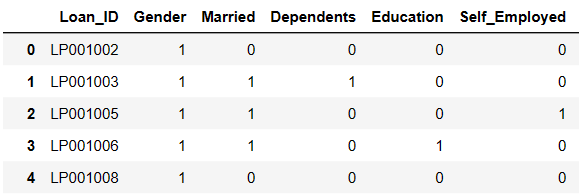 Loan_ID Gender Married Dependents Education Self_Employed
0 LP001002 1 0 0 0 0
1 LP001003 1 1 1 0 0
2 LP001005 1 1 0 0 1
3 LP001006 1 1 0 1 0
4 LP001008 1 0 0 0 0